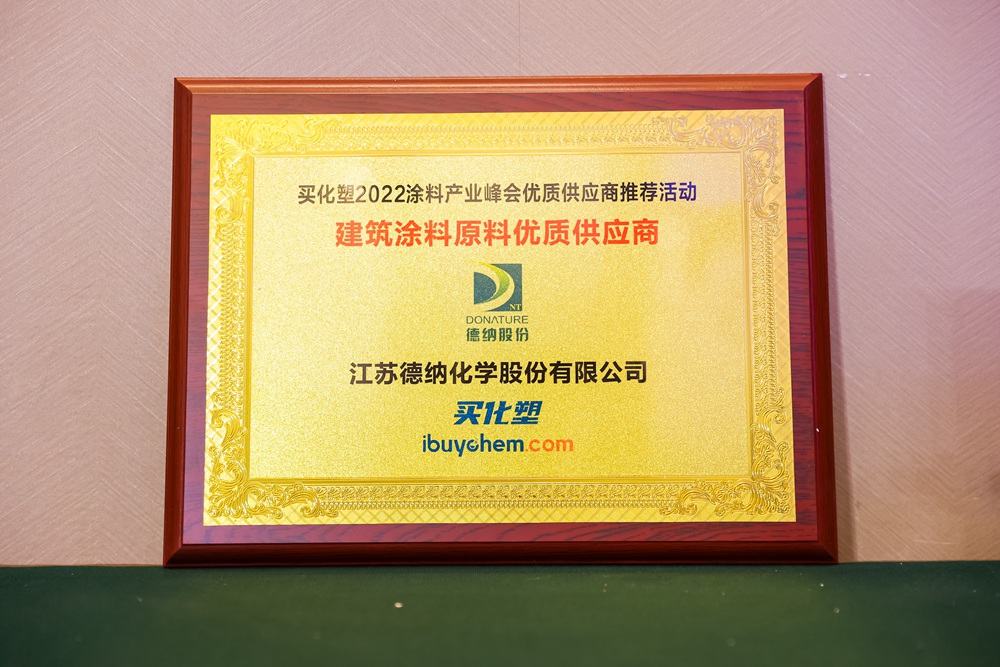 买化塑2022涂料产业峰会优质供应商推荐活动
建筑涂料原料优质供应商
NT
DONATURE
德纳股份
江苏德纳化学股份有限公司
买化塑
ibuychem.com